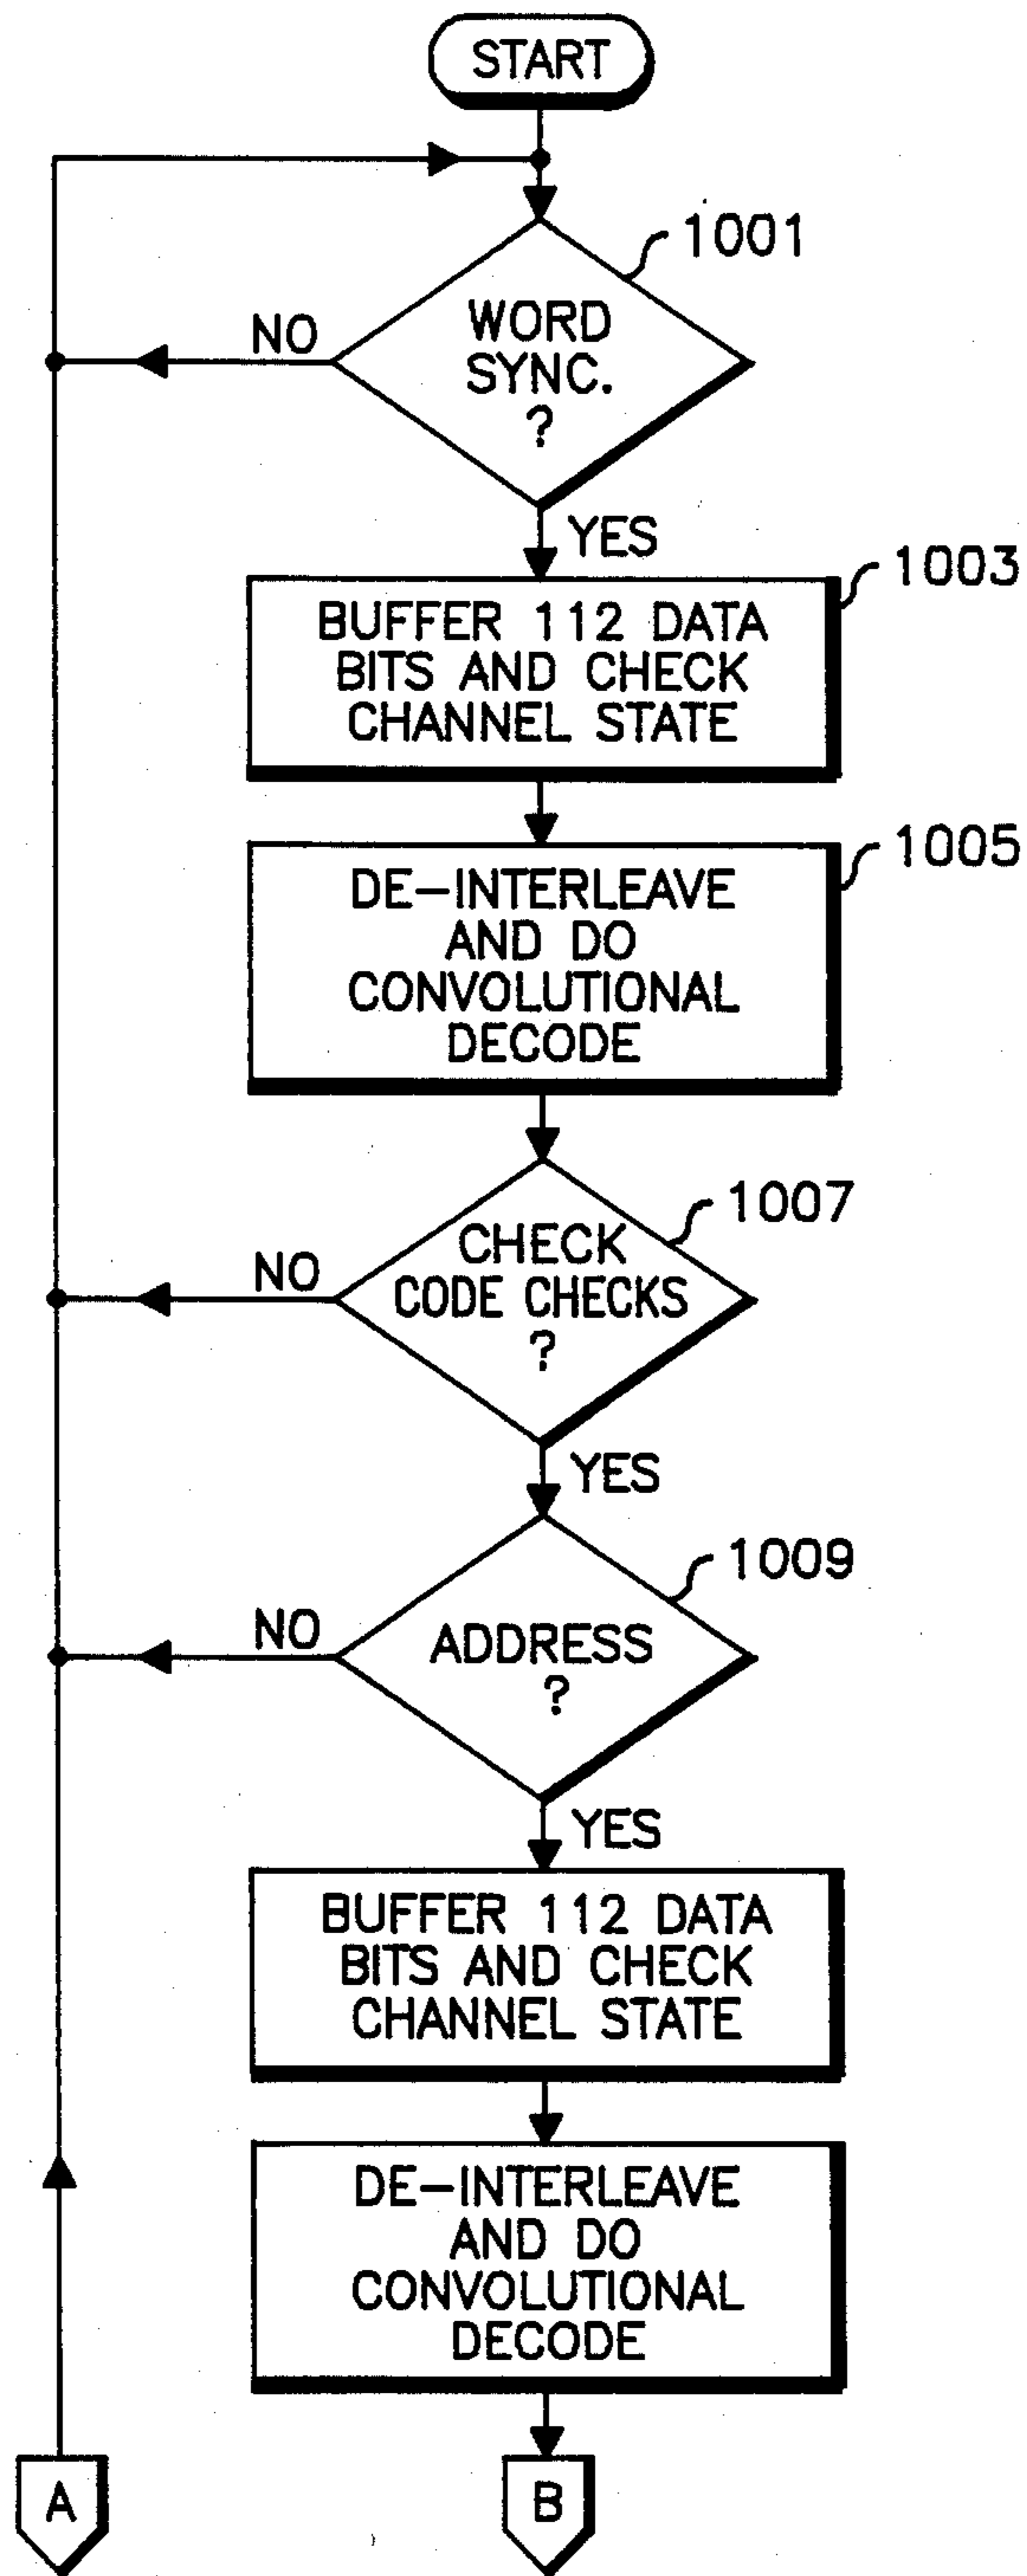 START
1001
WORD
SYNC.
?
NO
YES
1003
BUFFER 112 DATA
BITS AND CHECK
CHANNEL STATE
1005
DE-INTERLEAVE
AND DO
CONVOLUTIONAL
DECODE
1007
CHECK
CODE CHECKS
?
NO
YES
1009
ADDRESS
?
NO
YES
BUFFER 112 DATA
BITS AND CHECK
CHANNEL STATE
DE-INTERLEAVE
AND DO
CONVOLUTIONAL
DECODE
A
B